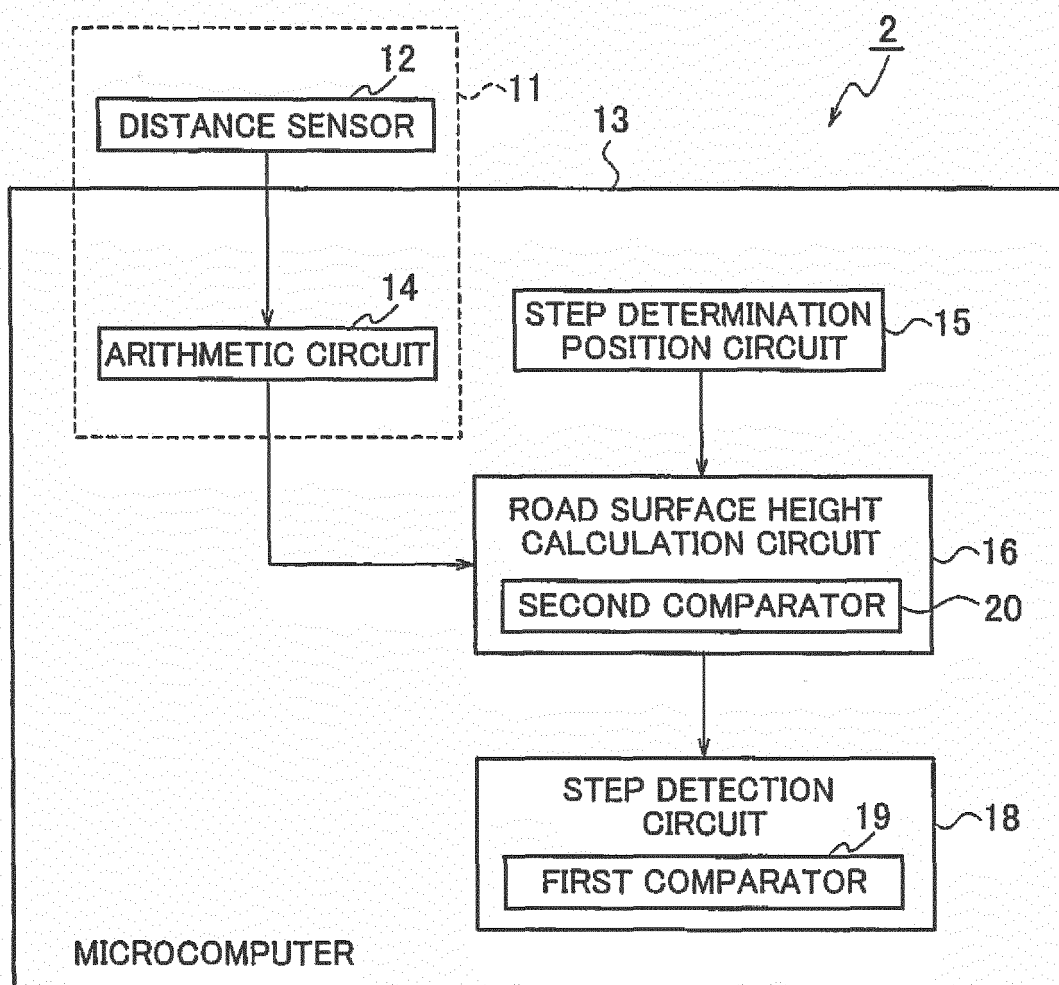 2
12
11
DISTANCE SENSOR
13
14
ARITHMETIC CIRCUIT
STEP DETERMINATION
POSITION CIRCUIT
15
ROAD SURFACE HEIGHT
CALCULATION CIRCUIT
16
SECOND COMPARATOR
20
STEP DETECTION
CIRCUIT
18
19
FIRST COMPARATOR
MICROCOMPUTER